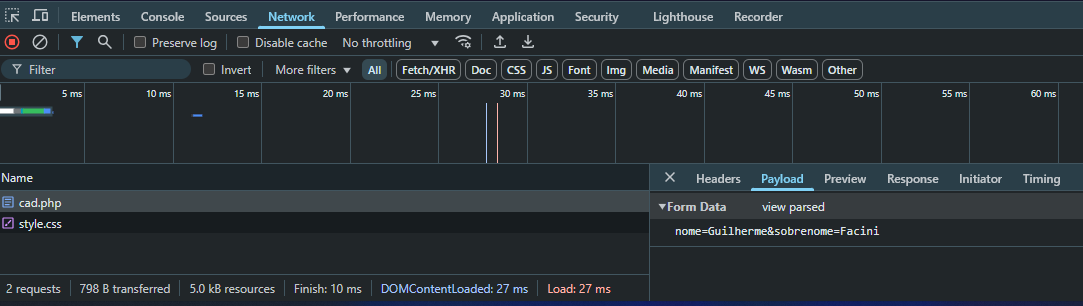 Elements Console Sources Network Performance Memory Application Security Lighthouse Recorder
Preserve log Disable cache No throttling
Filter Invert More filters All Fetch/XHR Doc CSS JS Font Img Media Manifest WS Wasm Other
5 ms 10 ms 15 ms 20 ms 25 ms 30 ms 35 ms 40 ms 45 ms 50 ms 55 ms 60 ms
Name
cad.php
style.css
Headers Payload Preview Response Initiator Timing
Form Data view parsed
nome=Guilherme&sobrenome=Facini
2 requests 798 B transferred 5.0 kB resources Finish: 10 ms DOMContentLoaded: 27 ms Load: 27 ms